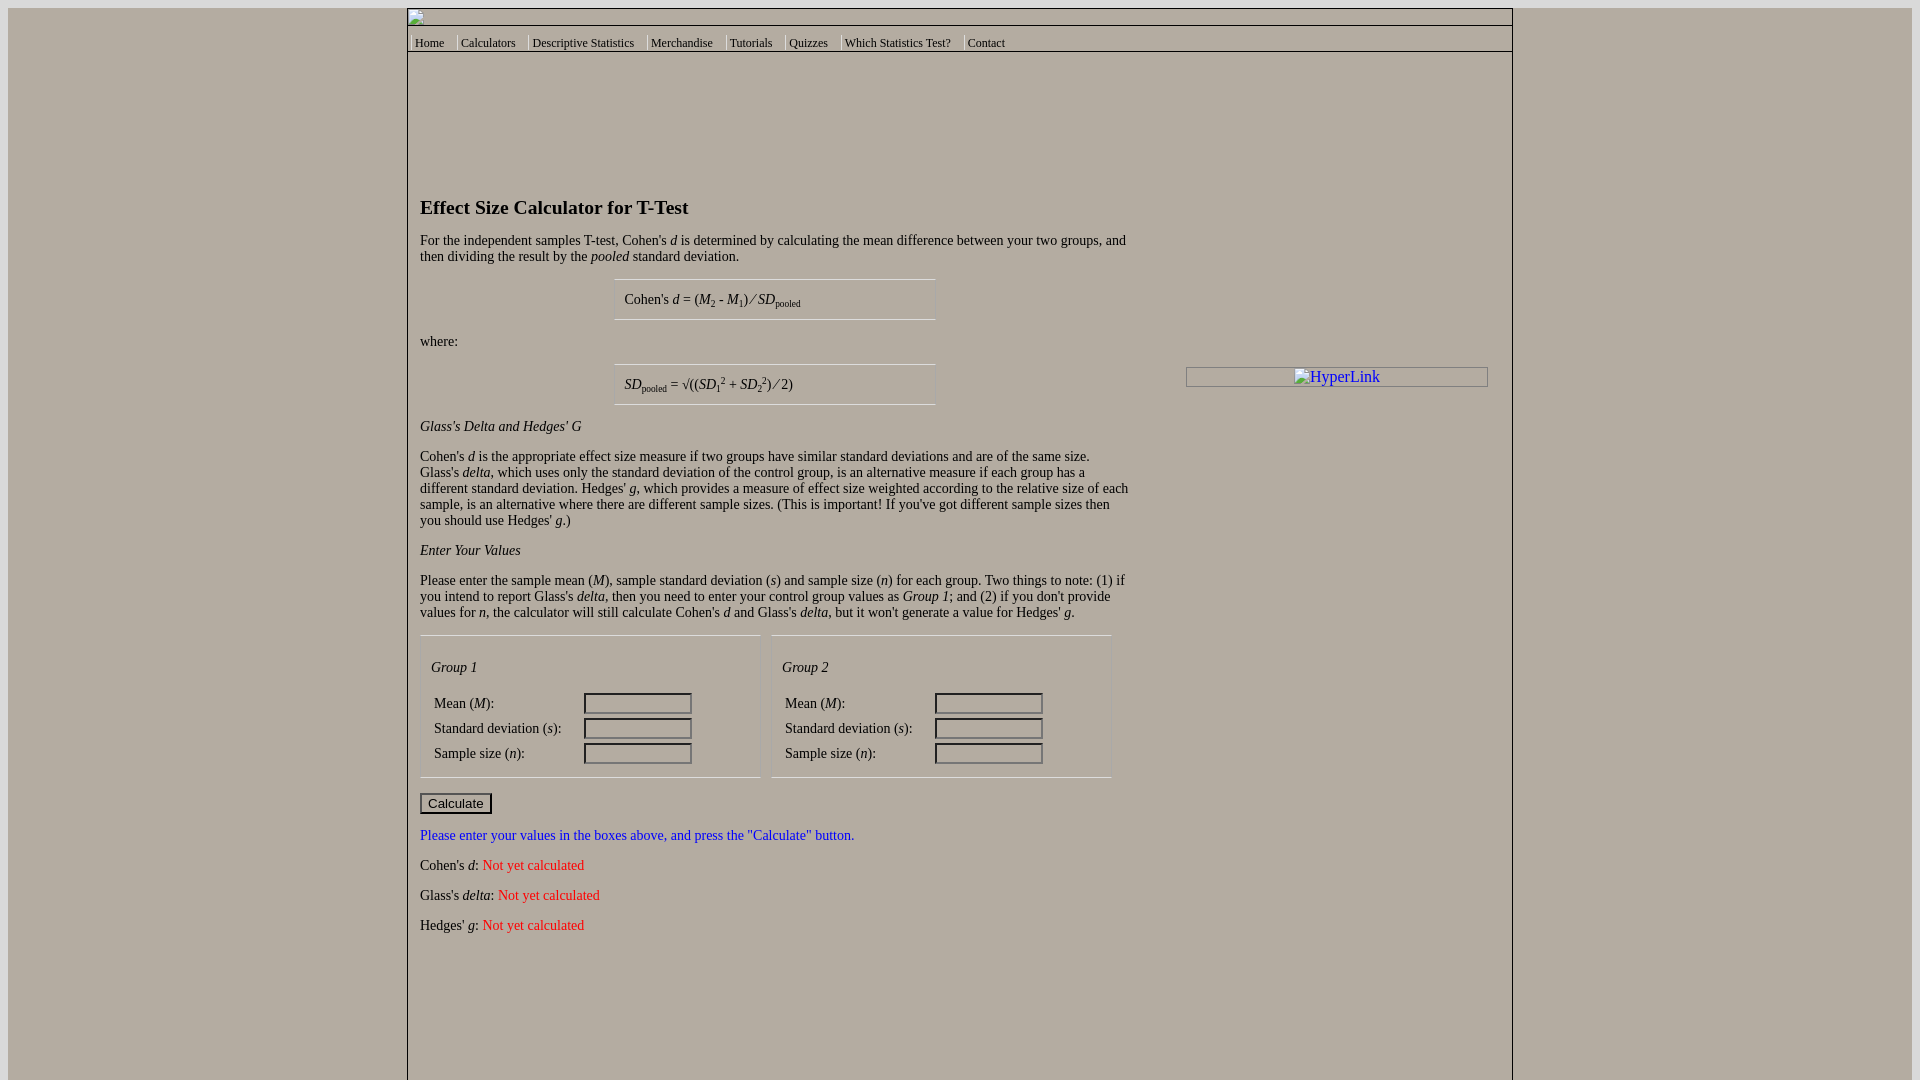 Home Calculators Descriptive Statistics Merchandise Tutorials Quizzes Which Statistics Test? Contact
Effect Size Calculator for T-Test
For the independent samples T-test, Cohen's d is determined by calculating the mean difference between your two groups, and
then dividing the result by the pooled standard deviation.
Cohen's d = (M2 - M1) ⁄ SDpooled
where:
SDpooled = √((SD1² + SD2²) ⁄ 2)
HyperLink
Glass's Delta and Hedges' G
Cohen's d is the appropriate effect size measure if two groups have similar standard deviations and are of the same size.
Glass's delta, which uses only the standard deviation of the control group, is an alternative measure if each group has a
different standard deviation. Hedges' g, which provides a measure of effect size weighted according to the relative size of each
sample, is an alternative where there are different sample sizes. (This is important! If you've got different sample sizes then
you should use Hedges' g.)
Enter Your Values
Please enter the sample mean (M), sample standard deviation (s) and sample size (n) for each group. Two things to note: (1) if
you intend to report Glass's delta, then you need to enter your control group values as Group 1; and (2) if you don't provide
values for n, the calculator will still calculate Cohen's d and Glass's delta, but it won't generate a value for Hedges' g.
Group 1
Mean (M):
Standard deviation (s):
Sample size (n):
Group 2
Mean (M):
Standard deviation (s):
Sample size (n):
Calculate
Please enter your values in the boxes above, and press the "Calculate" button.
Cohen's d: Not yet calculated
Glass's delta: Not yet calculated
Hedges' g: Not yet calculated